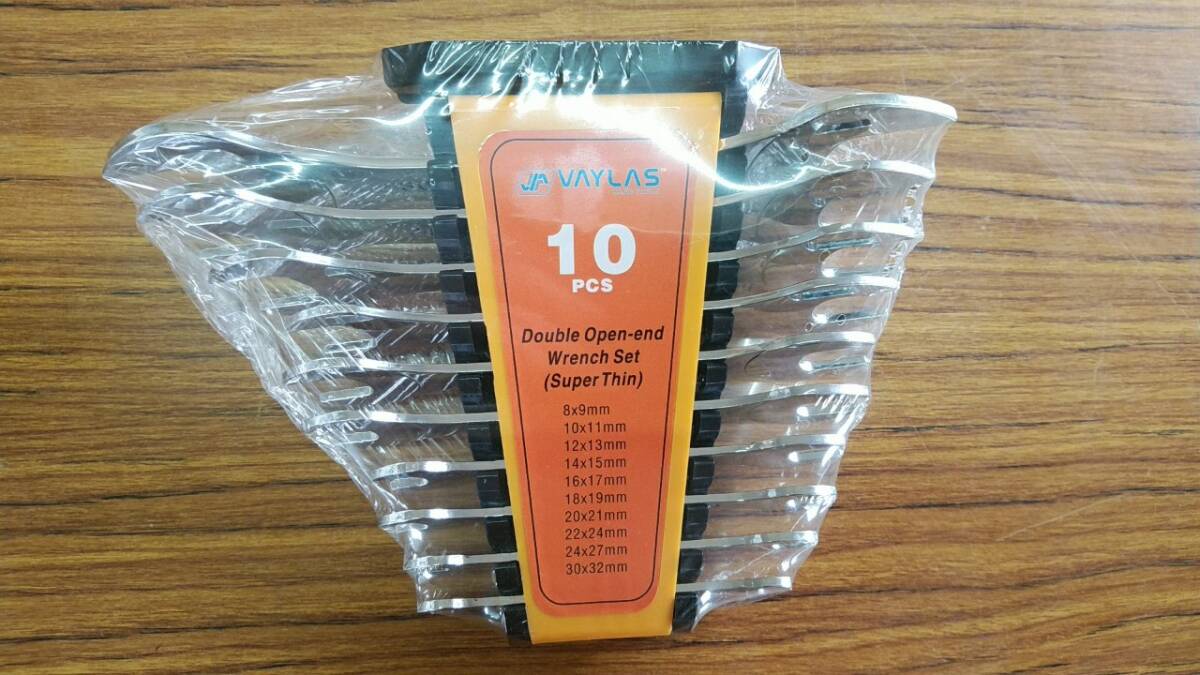 VAYLAS
10
PCS
Double Open-end
Wrench Set
(Super Thin)
8x9mm
10x11mm
12x13mm
14x15mm
16x17mm
18x19mm
20x21mm
22x24mm
24x27mm
30x32mm